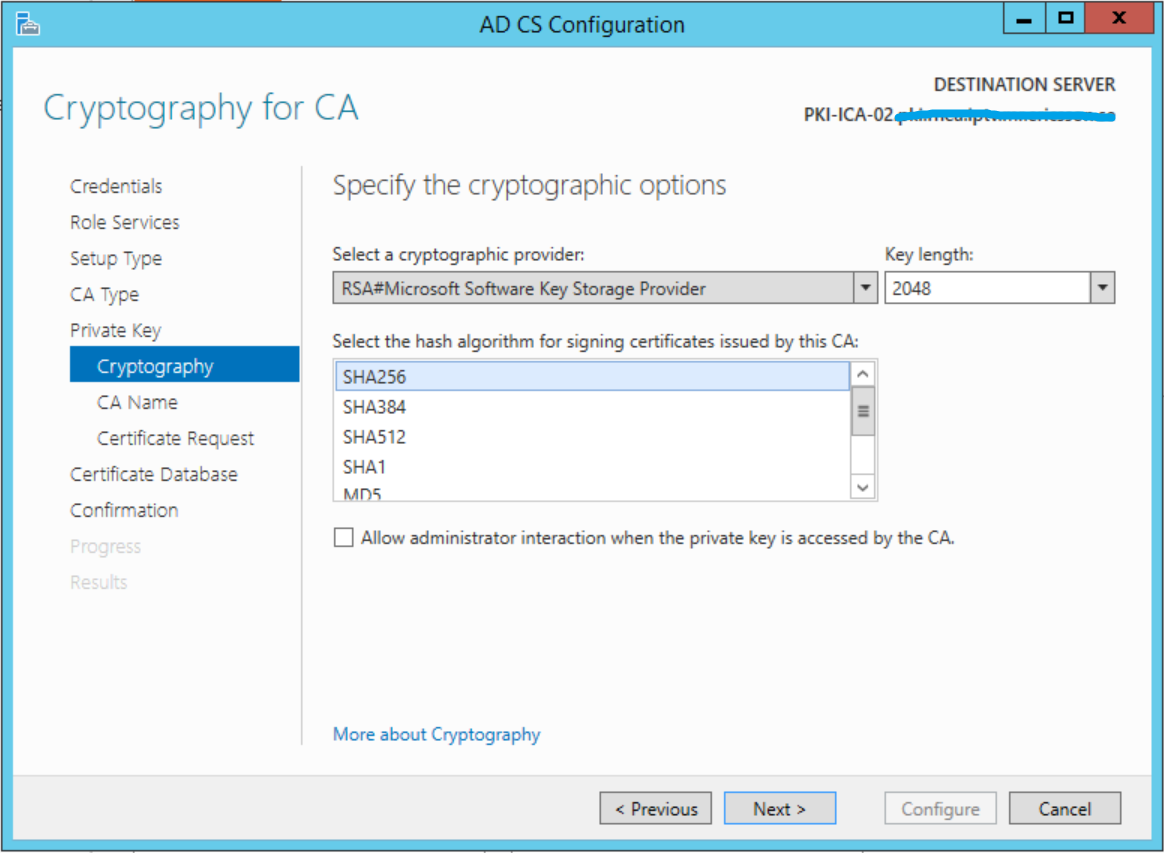 AD CS Configuration
Cryptography for CA
DESTINATION SERVER
PKI-ICA-02
Credentials
Role Services
Setup Type
CA Type
Private Key
Cryptography
CA Name
Certificate Request
Certificate Database
Confirmation
Progress
Results
Specify the cryptographic options
Select a cryptographic provider:
Key length:
RSA#Microsoft Software Key Storage Provider
2048
Select the hash algorithm for signing certificates issued by this CA:
SHA256
SHA384
SHA512
SHA1
MD5
Allow administrator interaction when the private key is accessed by the CA.
More about Cryptography
< Previous
Next >
Configure
Cancel